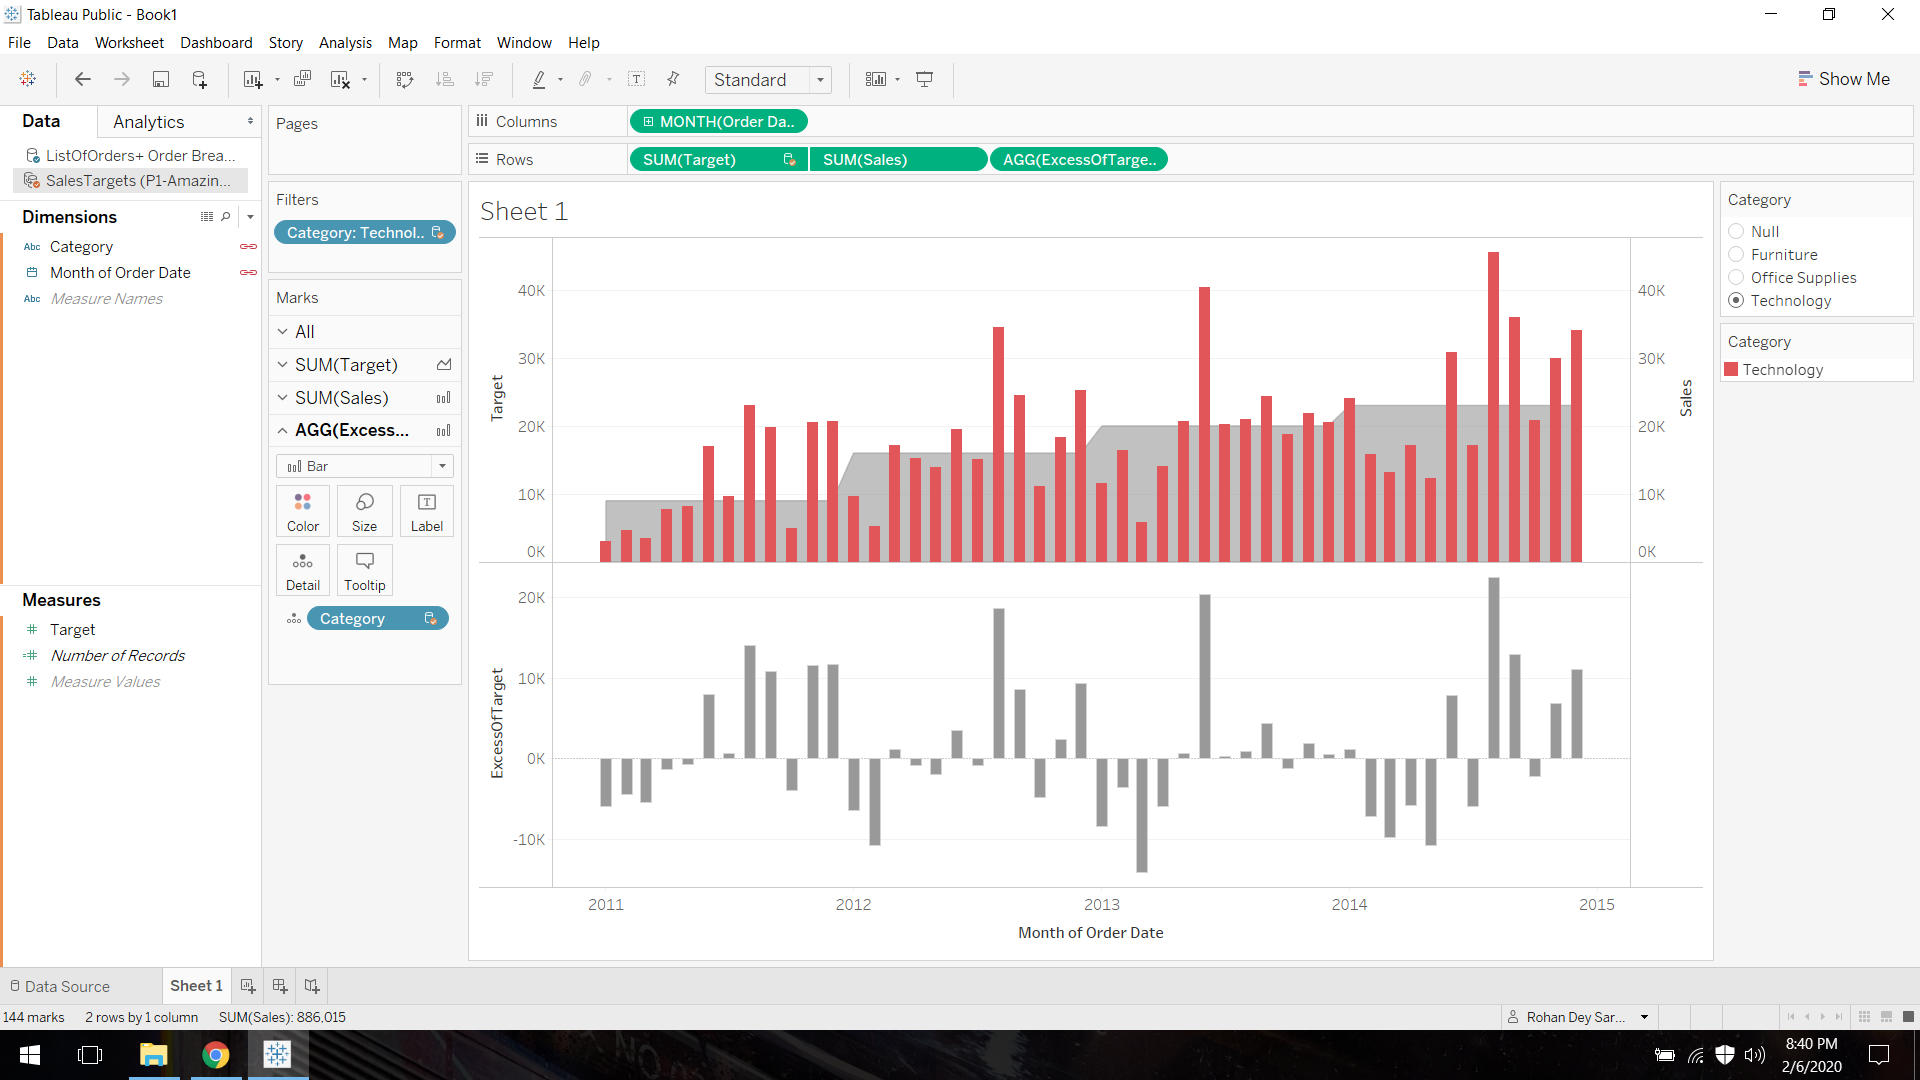 Tableau Public - Book1
File Data Worksheet Dashboard Story Analysis Map Format Window Help
Standard
Show Me
Data Analytics
ListOfOrders+ Order Brea...
SalesTargets (P1-Amazin...
Dimensions
Abc Category
Month of Order Date
Abc Measure Names
Measures
Target
Number of Records
Measure Values
Pages
Filters
Category: Technol..
Marks
All
SUM(Target)
SUM(Sales)
AGG(Excess...
Bar
Color Size Label
Detail Tooltip
Category
Columns MONTH(Order Da..
Rows SUM(Target) SUM(Sales) AGG(ExcessOfTarge..
Sheet 1
Target
40K
30K
20K
10K
0K
40K
30K
20K
10K
0K
Sales
ExcessOfTarget
20K
10K
0K
-10K
2011 2012 2013 2014 2015
Month of Order Date
Category
Null
Furniture
Office Supplies
Technology
Category
Technology
Data Source Sheet 1
144 marks 2 rows by 1 column SUM(Sales): 886,015
Rohan Dey Sar...
8:40 PM
2/6/2020